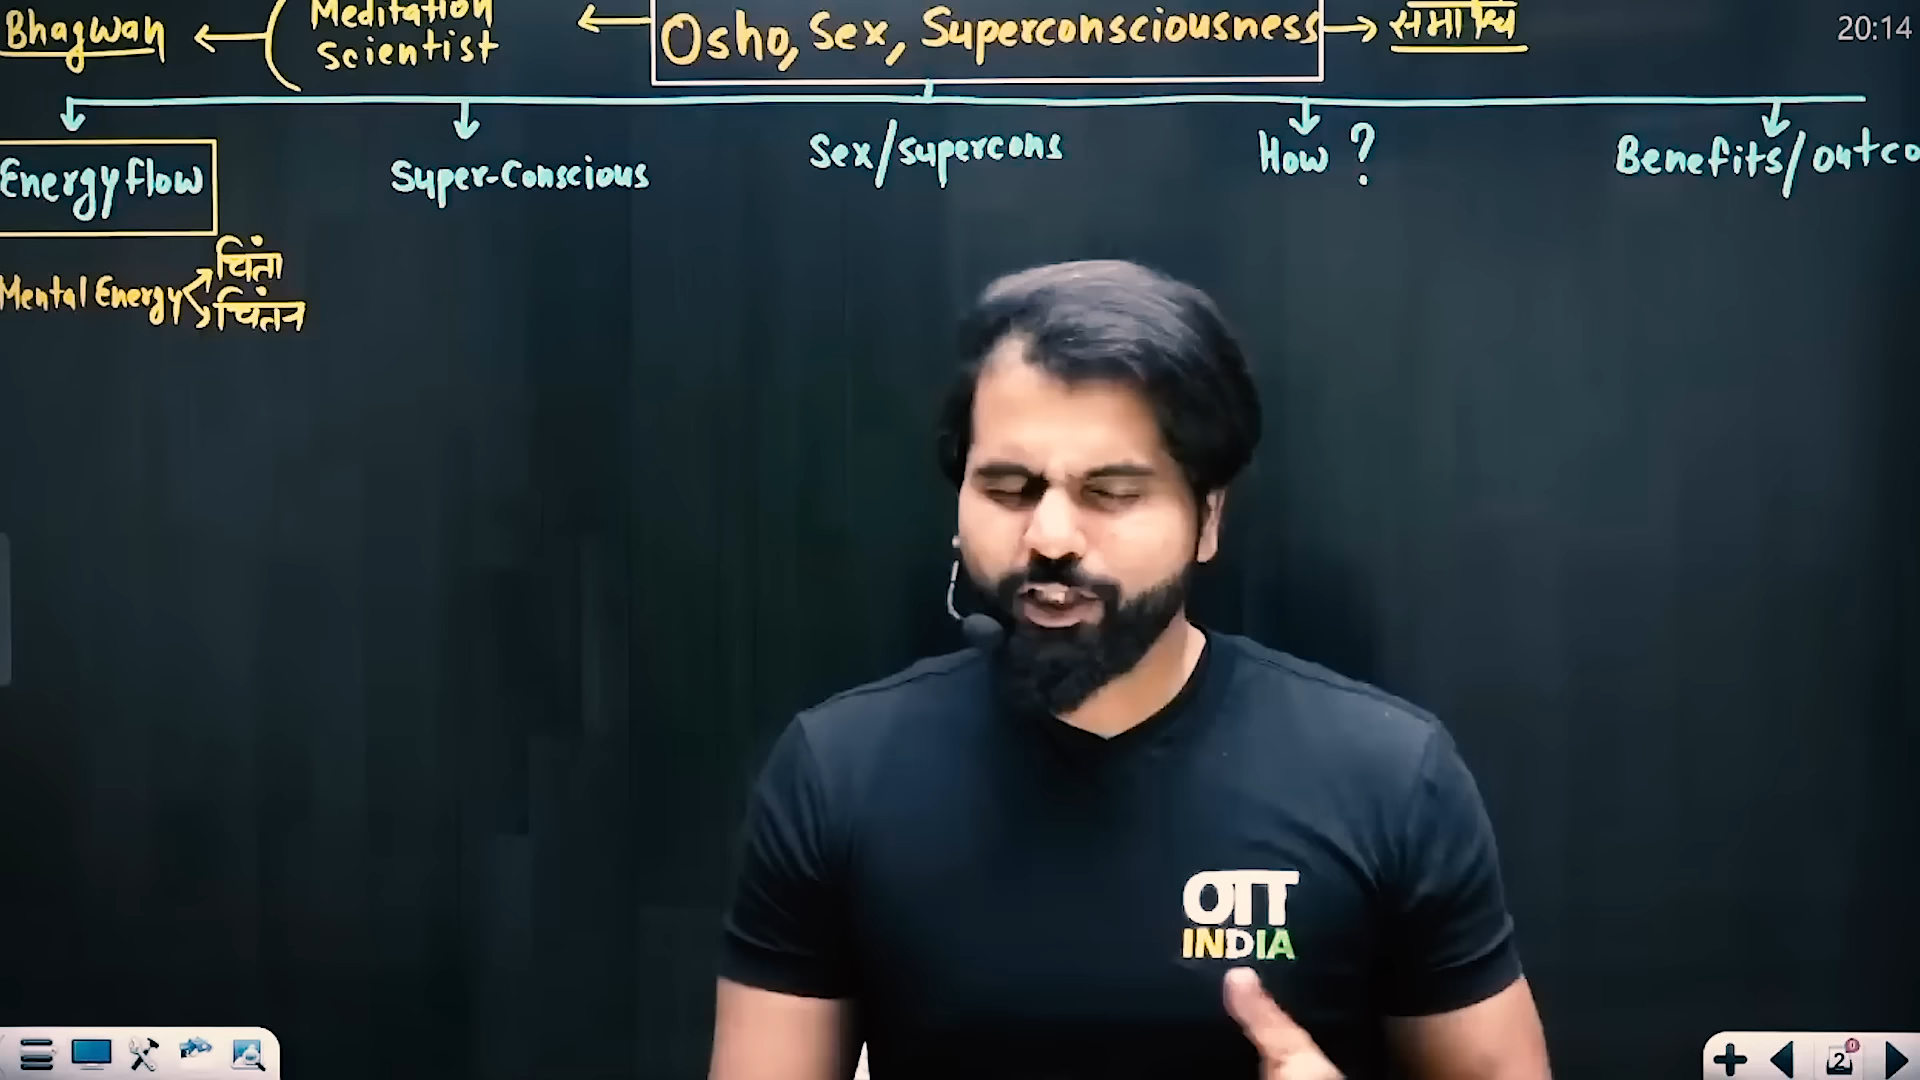 Bhagwan
Meditation
Scientist
Osho, Sex, Superconsciousness
समाधि
20:14
Energy flow
Super-Conscious
Sex/supercons
How ?
Benefits/outco
Mental Energy
चिंता
चिंतन
OTT
INDIA
2